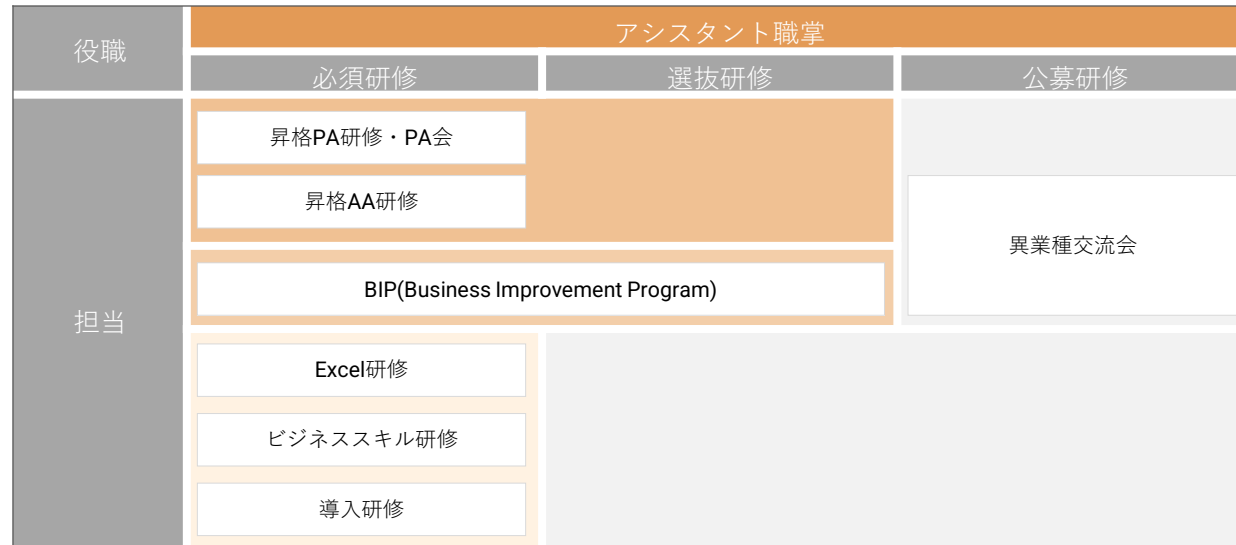 役職
アシスタント職掌
必須研修
選抜研修
公募研修
担当
昇格PA研修・PA会
昇格AA研修
異業種交流会
BIP(Business Improvement Program)
Excel研修
ビジネススキル研修
導入研修